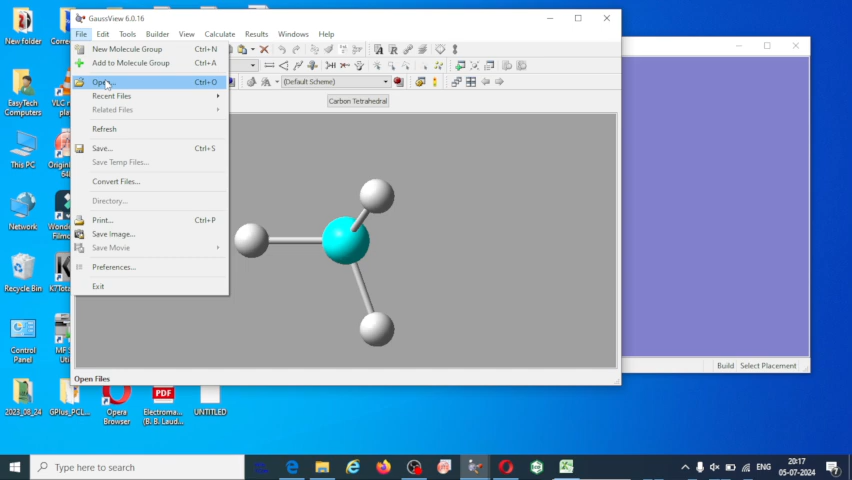 GaussView 6.0.16
File Edit Tools Builder View Calculate Results Windows Help
New Molecule Group Ctrl+N
Add to Molecule Group Ctrl+A
Open... Ctrl+O
Recent Files
Related Files
Refresh
Save... Ctrl+S
Save Temp Files...
Convert Files...
Directory...
Print... Ctrl+P
Save Image...
Save Movie
Preferences...
Exit
(Default Scheme)
Carbon Tetrahedral
Open Files
Build Select Placement
New folder
EasyTech
Computers
This PC
Network
Recycle Bin
Control
Panel
2023_08_24
GPlus_PCL...
Opera
Browser
Electroma...
(B. B. Laud...
UNTITLED
PDF
Type here to search
ENG
20:17
05-07-2024